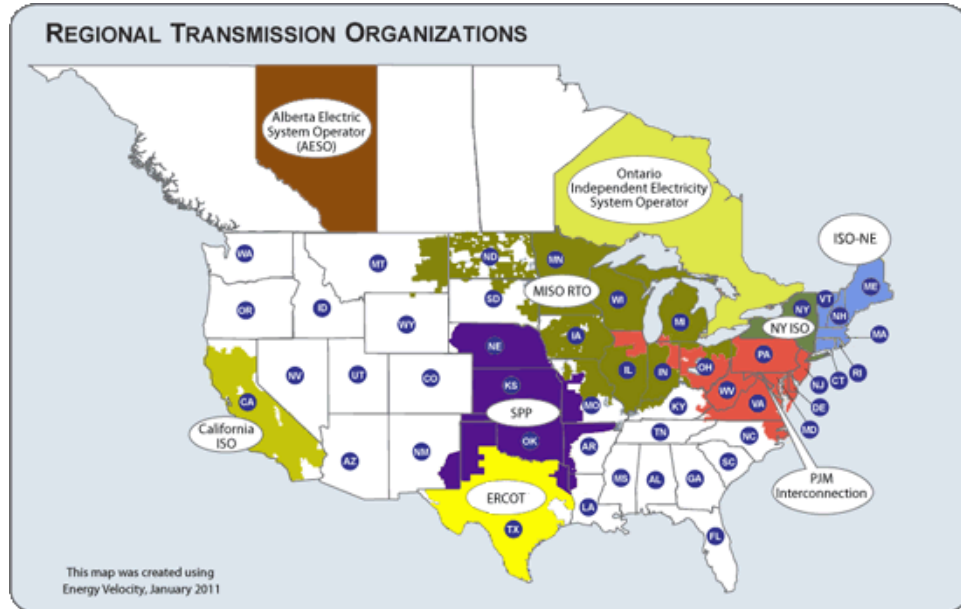 REGIONAL TRANSMISSION ORGANIZATIONS
Alberta Electric
System Operator
(AESO)
Ontario
Independent Electricity
System Operator
ISO-NE
WA
MT
ND
MN
VT
ME
OR
ID
SD
MISO RTO
WI
NY
NH
MA
WY
MI
NY ISO
IA
NE
PA
RI
NV
UT
CO
IL
IN
OH
NJ
CT
CA
KS
MO
WV
DE
VA
KY
MD
SPP
California
ISO
TN
NC
AZ
NM
OK
AR
SC
PJM
Interconnection
ERCOT
MS
AL
GA
LA
TX
FL
This map was created using
Energy Velocity, January 2011